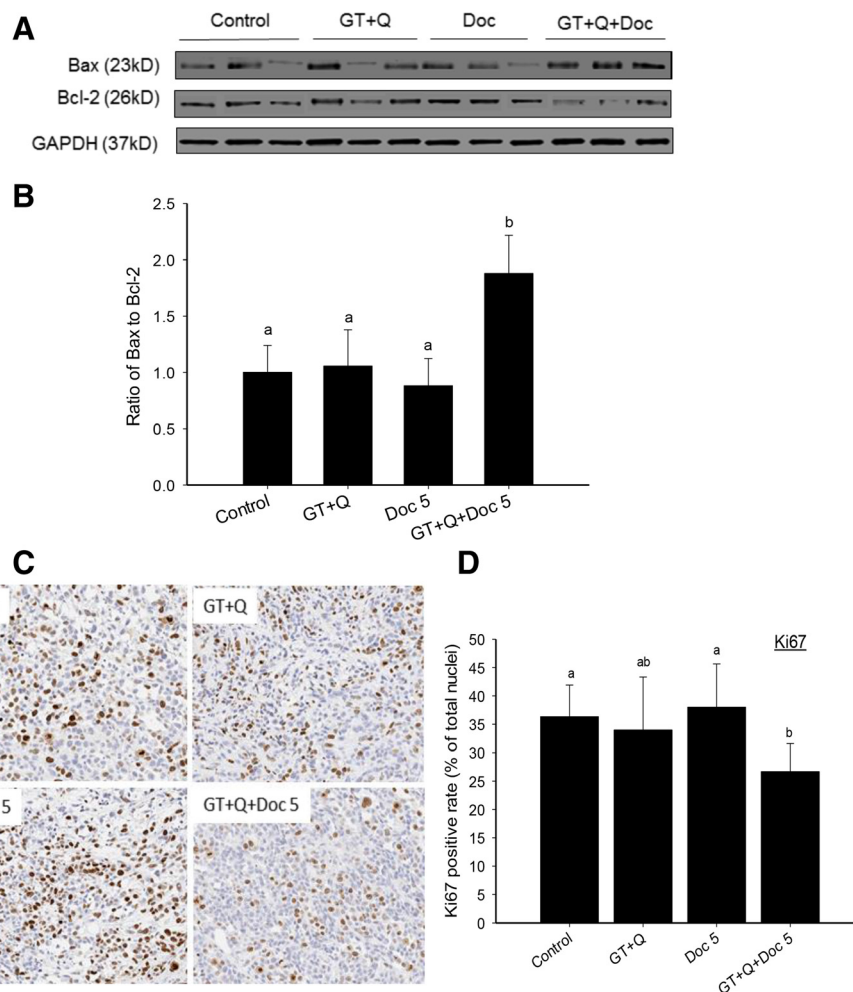 A
Control GT+Q Doc GT+Q+Doc
Bax (23kD)
Bcl-2 (26kD)
GAPDH (37kD)
B
Ratio of Bax to Bcl-2
2.5
2.0
1.5
1.0
0.5
0.0
a
a
a
b
Control
GT+Q
Doc 5
GT+Q+Doc 5
C
GT+Q
5
GT+Q+Doc 5
D
Ki67
Ki67 positive rate (% of total nuclei)
50
45
40
35
30
25
20
15
10
5
0
a
ab
a
b
Control
GT+Q
Doc 5
GT+Q+Doc 5